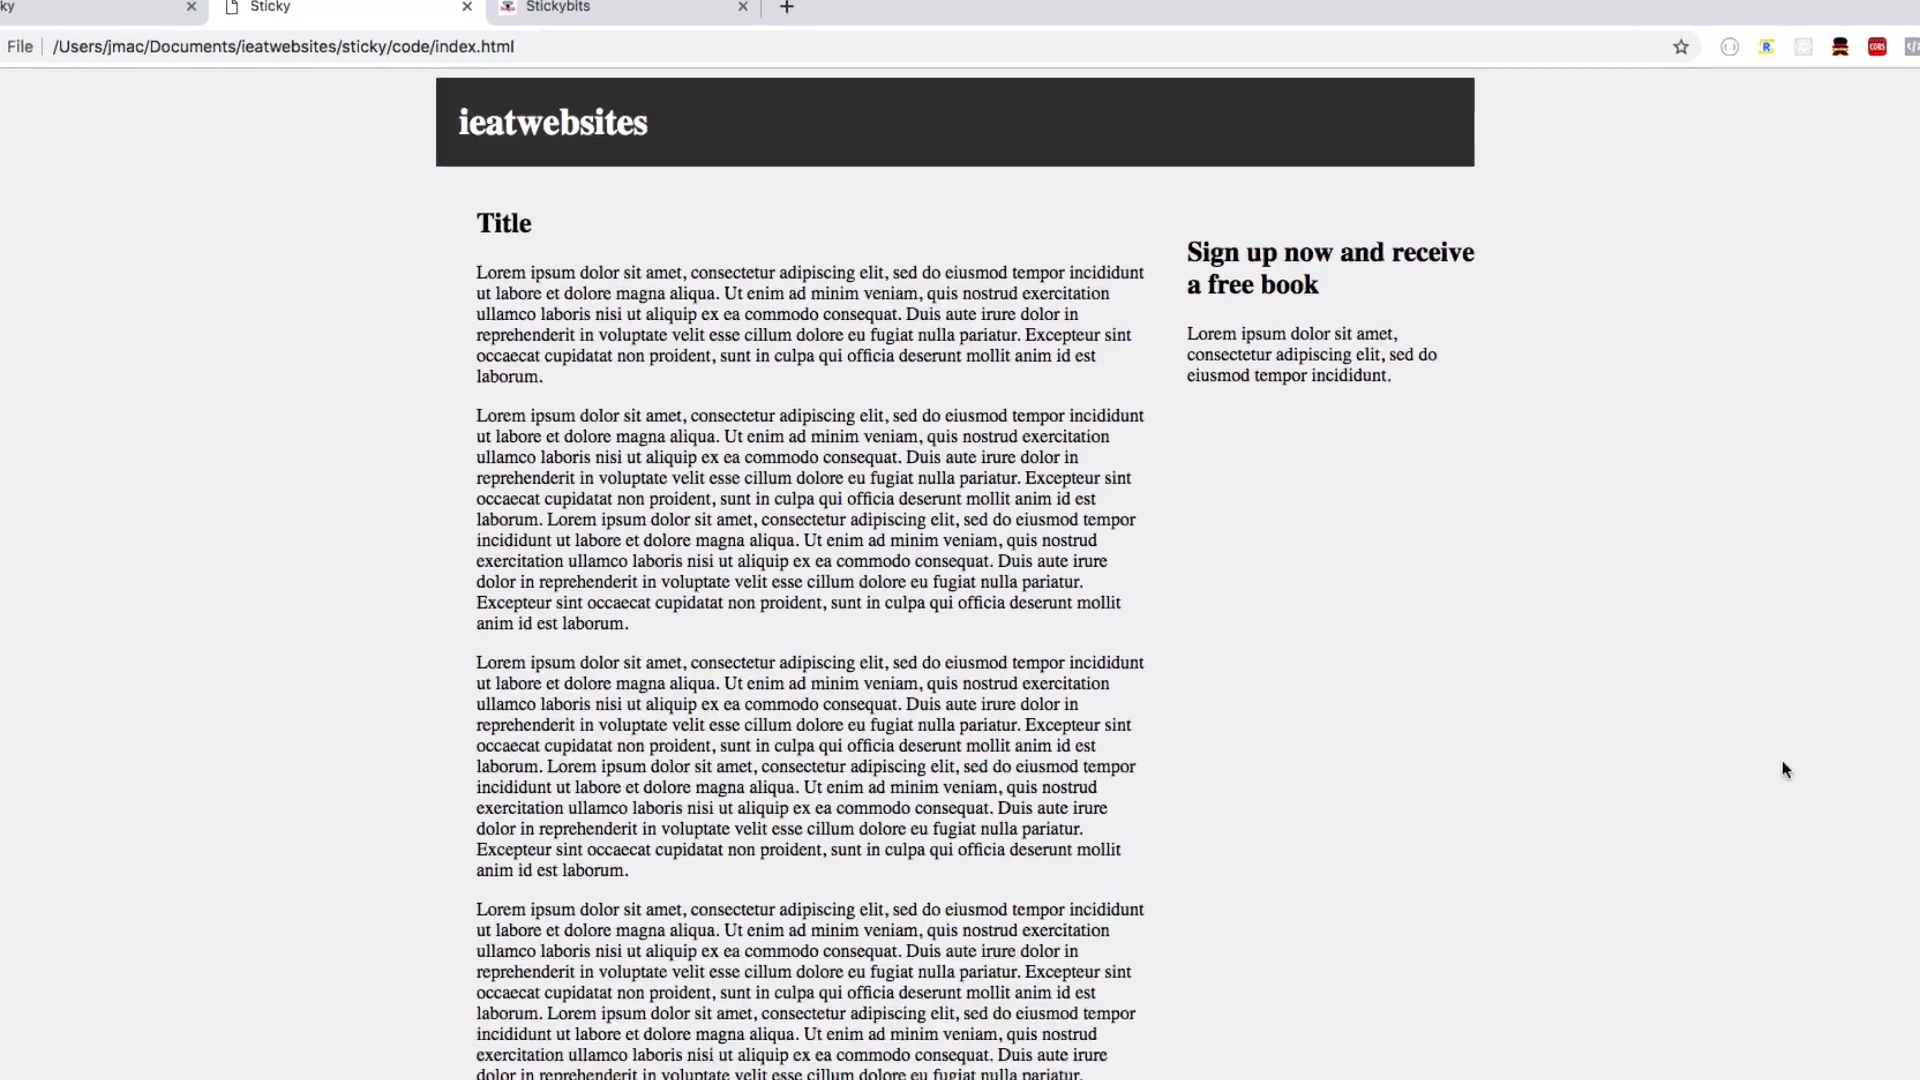 ky
Sticky
Stickybits
File
/Users/jmac/Documents/ieatwebsites/sticky/code/index.html
R
CORS
ieatwebsites
Title
Lorem ipsum dolor sit amet, consectetur adipiscing elit, sed do eiusmod tempor incididunt
ut labore et dolore magna aliqua. Ut enim ad minim veniam, quis nostrud exercitation
ullamco laboris nisi ut aliquip ex ea commodo consequat. Duis aute irure dolor in
reprehenderit in voluptate velit esse cillum dolore eu fugiat nulla pariatur. Excepteur sint
occaecat cupidatat non proident, sunt in culpa qui officia deserunt mollit anim id est
laborum.
Lorem ipsum dolor sit amet, consectetur adipiscing elit, sed do eiusmod tempor incididunt
ut labore et dolore magna aliqua. Ut enim ad minim veniam, quis nostrud exercitation
ullamco laboris nisi ut aliquip ex ea commodo consequat. Duis aute irure dolor in
reprehenderit in voluptate velit esse cillum dolore eu fugiat nulla pariatur. Excepteur sint
occaecat cupidatat non proident, sunt in culpa qui officia deserunt mollit anim id est
laborum. Lorem ipsum dolor sit amet, consectetur adipiscing elit, sed do eiusmod tempor
incididunt ut labore et dolore magna aliqua. Ut enim ad minim veniam, quis nostrud
exercitation ullamco laboris nisi ut aliquip ex ea commodo consequat. Duis aute irure
dolor in reprehenderit in voluptate velit esse cillum dolore eu fugiat nulla pariatur.
Excepteur sint occaecat cupidatat non proident, sunt in culpa qui officia deserunt mollit
anim id est laborum.
Lorem ipsum dolor sit amet, consectetur adipiscing elit, sed do eiusmod tempor incididunt
ut labore et dolore magna aliqua. Ut enim ad minim veniam, quis nostrud exercitation
ullamco laboris nisi ut aliquip ex ea commodo consequat. Duis aute irure dolor in
reprehenderit in voluptate velit esse cillum dolore eu fugiat nulla pariatur. Excepteur sint
occaecat cupidatat non proident, sunt in culpa qui officia deserunt mollit anim id est
laborum. Lorem ipsum dolor sit amet, consectetur adipiscing elit, sed do eiusmod tempor
incididunt ut labore et dolore magna aliqua. Ut enim ad minim veniam, quis nostrud
exercitation ullamco laboris nisi ut aliquip ex ea commodo consequat. Duis aute irure
dolor in reprehenderit in voluptate velit esse cillum dolore eu fugiat nulla pariatur.
Excepteur sint occaecat cupidatat non proident, sunt in culpa qui officia deserunt mollit
anim id est laborum.
Lorem ipsum dolor sit amet, consectetur adipiscing elit, sed do eiusmod tempor incididunt
ut labore et dolore magna aliqua. Ut enim ad minim veniam, quis nostrud exercitation
ullamco laboris nisi ut aliquip ex ea commodo consequat. Duis aute irure dolor in
reprehenderit in voluptate velit esse cillum dolore eu fugiat nulla pariatur. Excepteur sint
occaecat cupidatat non proident, sunt in culpa qui officia deserunt mollit anim id est
laborum. Lorem ipsum dolor sit amet, consectetur adipiscing elit, sed do eiusmod tempor
incididunt ut labore et dolore magna aliqua. Ut enim ad minim veniam, quis nostrud
exercitation ullamco laboris nisi ut aliquip ex ea commodo consequat. Duis aute irure
dolor in reprehenderit in voluptate velit esse cillum dolore eu fugiat nulla pariatur.
Sign up now and receive
a free book
Lorem ipsum dolor sit amet,
consectetur adipiscing elit, sed do
eiusmod tempor incididunt.